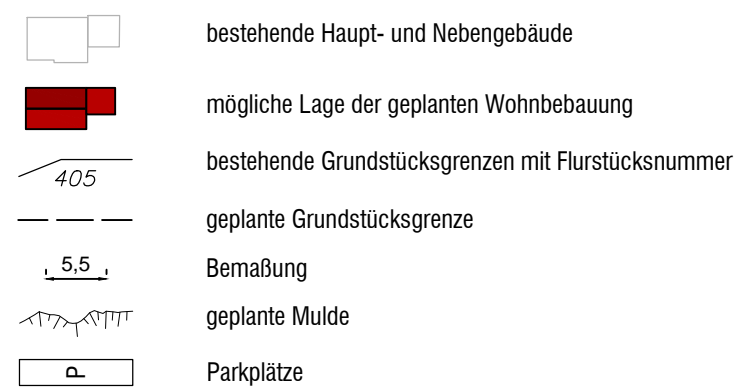 bestehende Haupt- und Nebengebäude
mögliche Lage der geplanten Wohnbebauung
405 bestehende Grundstücksgrenzen mit Flurstücksnummer
geplante Grundstücksgrenze
5,5 Bemaßung
geplante Mulde
P Parkplätze